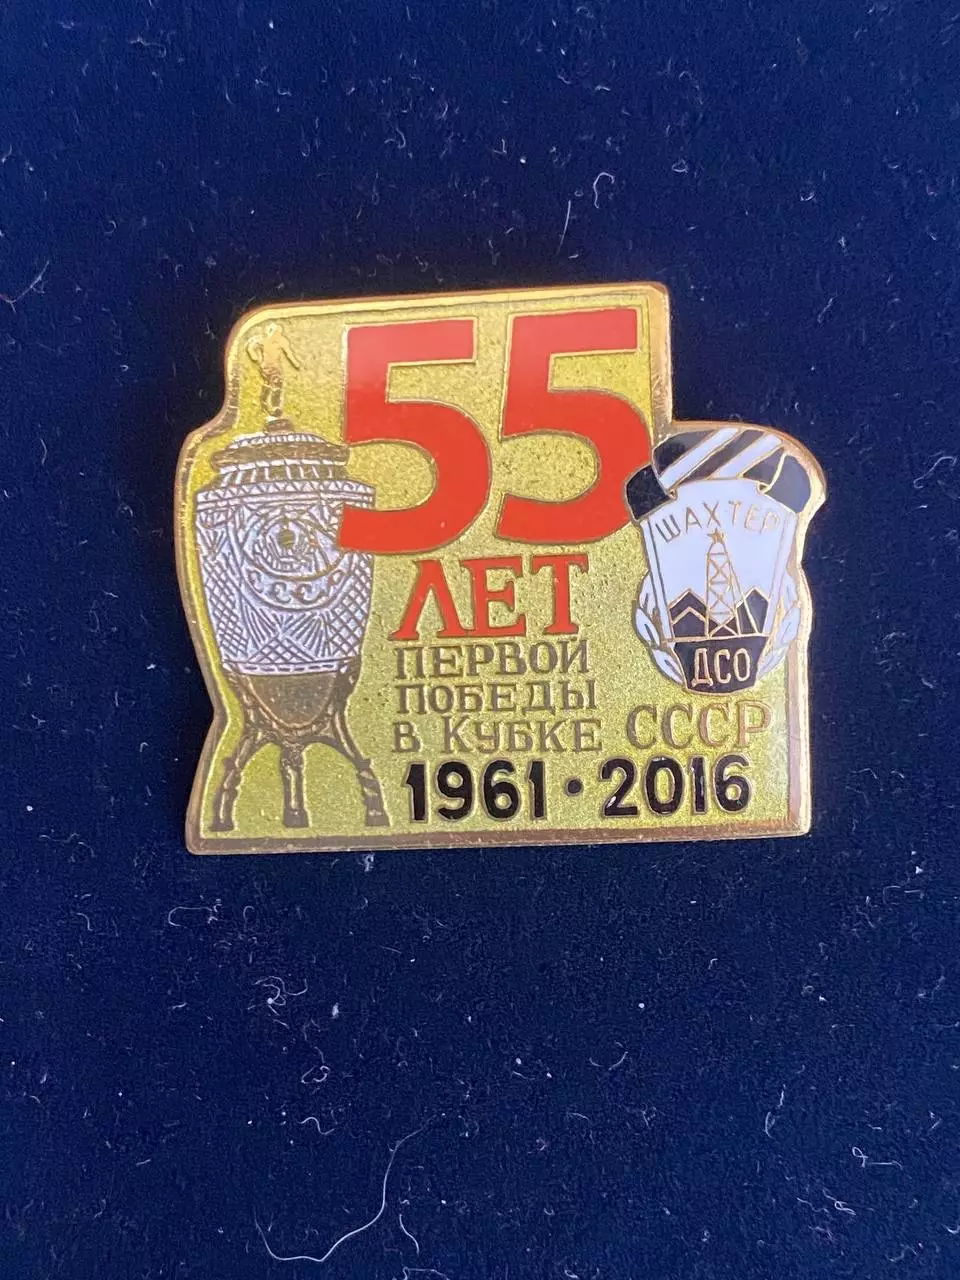 55
ЛЕТ
ПЕРВОЙ
ПОБЕДЫ
В КУБКЕ СССР
1961 · 2016
ШАХТЕР
ДСО